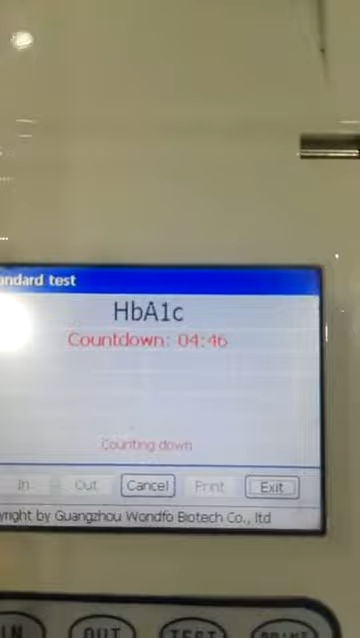 andard test
HbA1c
Countdown: 04:46
Counting down
In Out Cancel Print Exit
yright by Guangzhou Wondfo Biotech Co., ltd
IN OUT TEST PRINT